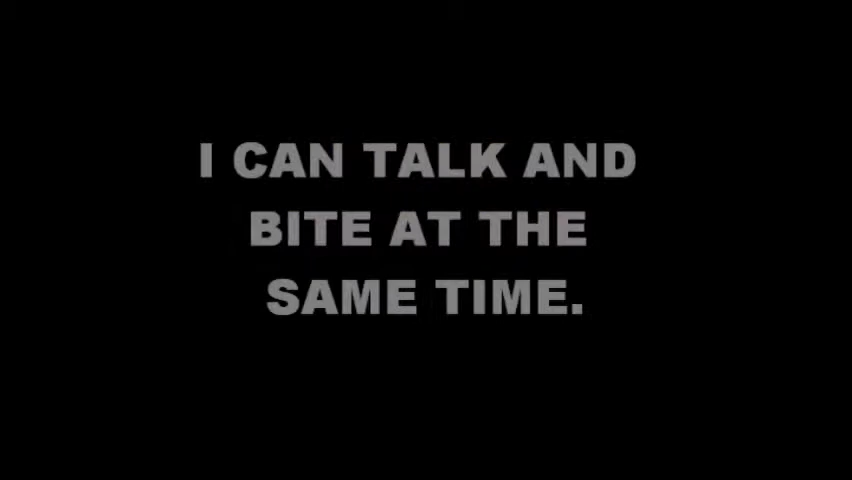 I CAN TALK AND
BITE AT THE
SAME TIME.